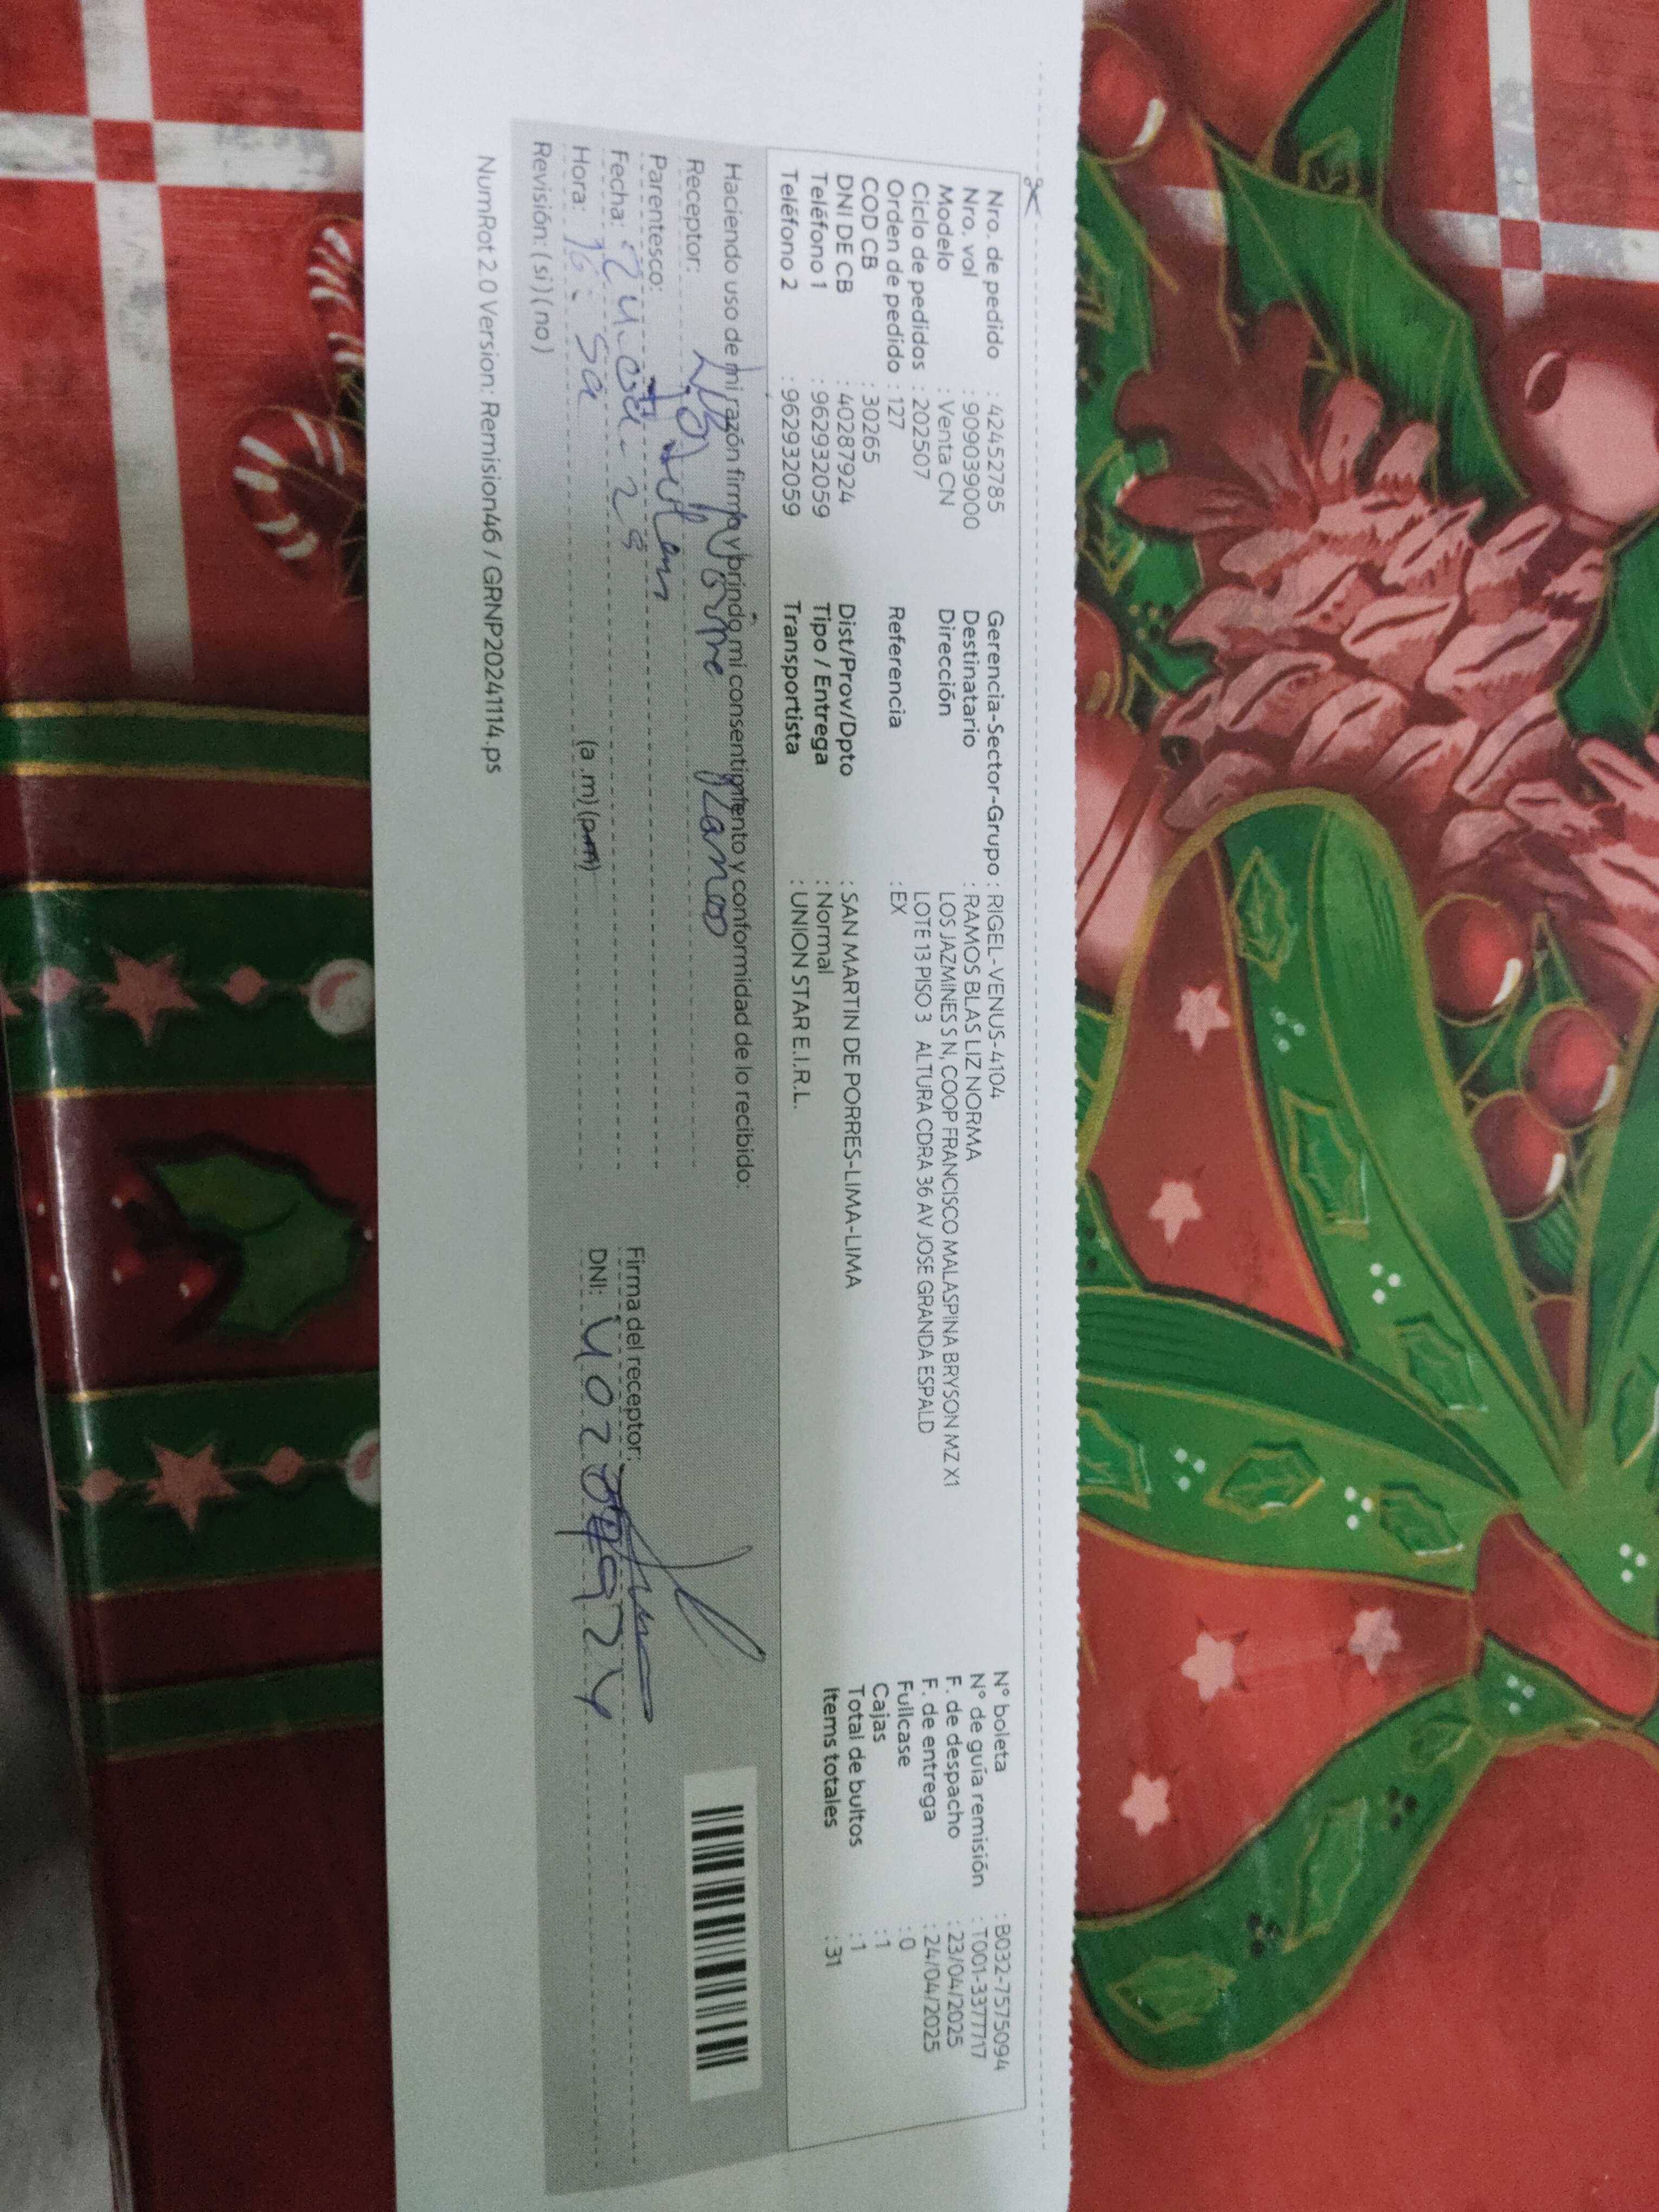 Nro. de pedido : 42452785
Nro. vol : 909039000
Modelo : Venta CN
Ciclo de pedidos : 202507
Orden de pedido : 127
COD CB : 30265
DNI DE CB : 40287924
Teléfono 1 : 962932059
Teléfono 2 : 962932059
Gerencia-Sector-Grupo : RIGEL-VENUS-4104
Destinatario : RAMOS BLAS LIZ NORMA
Dirección LOS JAZMINES S N, COOP FRANCISCO MALASPINA BRYSON MZ X1
LOTE 13 PISO 3 ALTURA CDRA 36 AV JOSE GRANDA ESPALD
Referencia : EX
Dist/Prov/Dpto : SAN MARTIN DE PORRES-LIMA-LIMA
Tipo / Entrega : Normal
Transportista : UNION STAR E.I.R.L.
N° boleta : B032-7575094
N° de guía remisión : T001-3377717
F. de despacho : 23/04/2025
F. de entrega : 24/04/2025
Fullcase : 0
Cajas : 1
Total de bultos : 1
Items totales : 31
Haciendo uso de mi razón firmo y brindo mi consentimiento y conformidad de lo recibido:
Receptor: Ramos
Parentesco:
Fecha:
Hora: (a .m) (p.m)
Revisión: ( si ) ( no )
Firma del receptor:
DNI: 40287924
NumRot 2.0 Version: Remision46 / GRNP20241114.ps